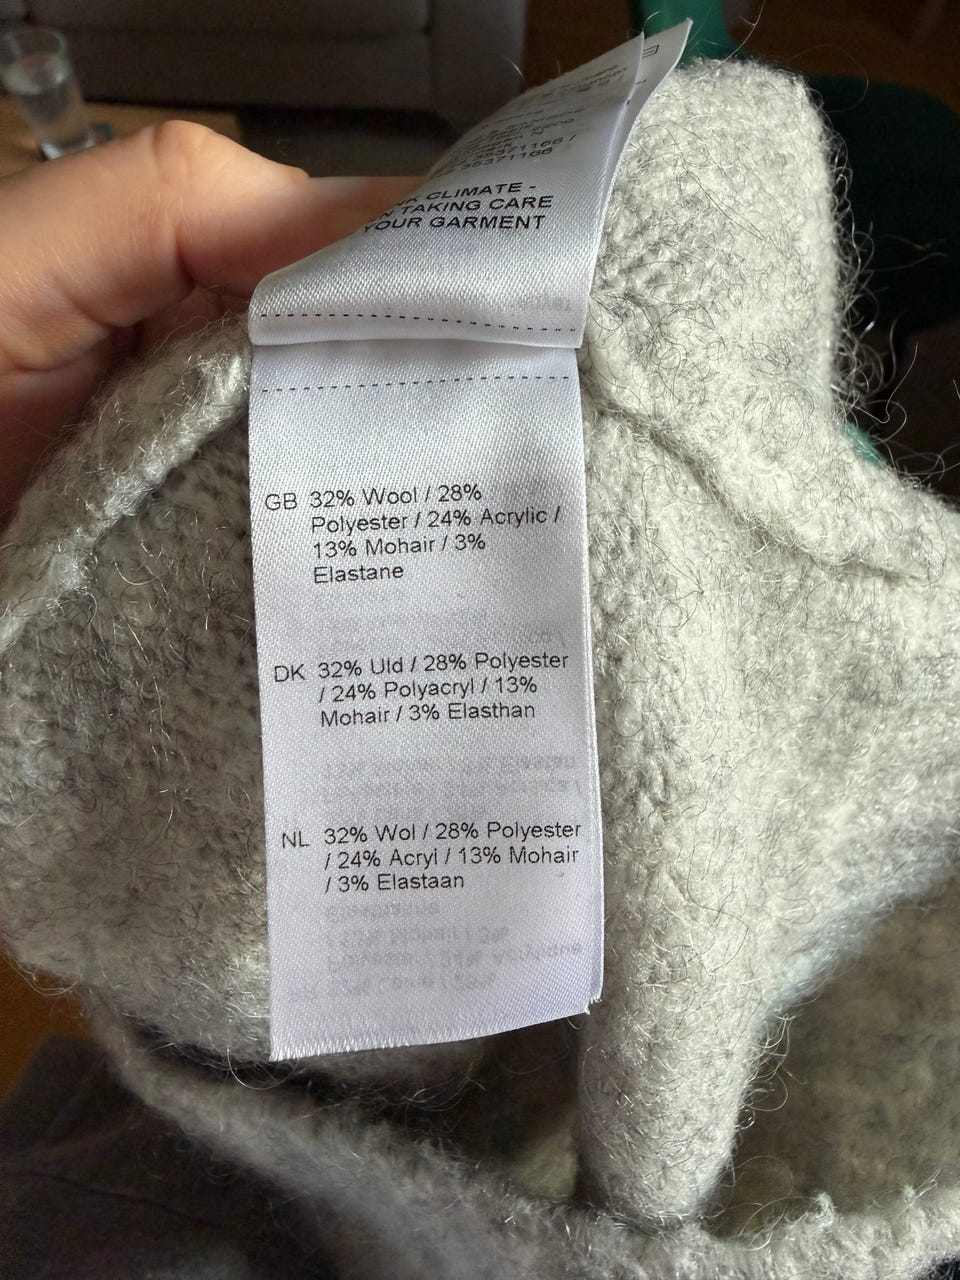 35371166 /
35371166
CLIMATE -
TAKING CARE
YOUR GARMENT
GB 32% Wool / 28%
Polyester / 24% Acrylic /
13% Mohair / 3%
Elastane
DK 32% Uld / 28% Polyester
/ 24% Polyacryl / 13%
Mohair / 3% Elasthan
NL 32% Wol / 28% Polyester
/ 24% Acryl / 13% Mohair
/ 3% Elastaan